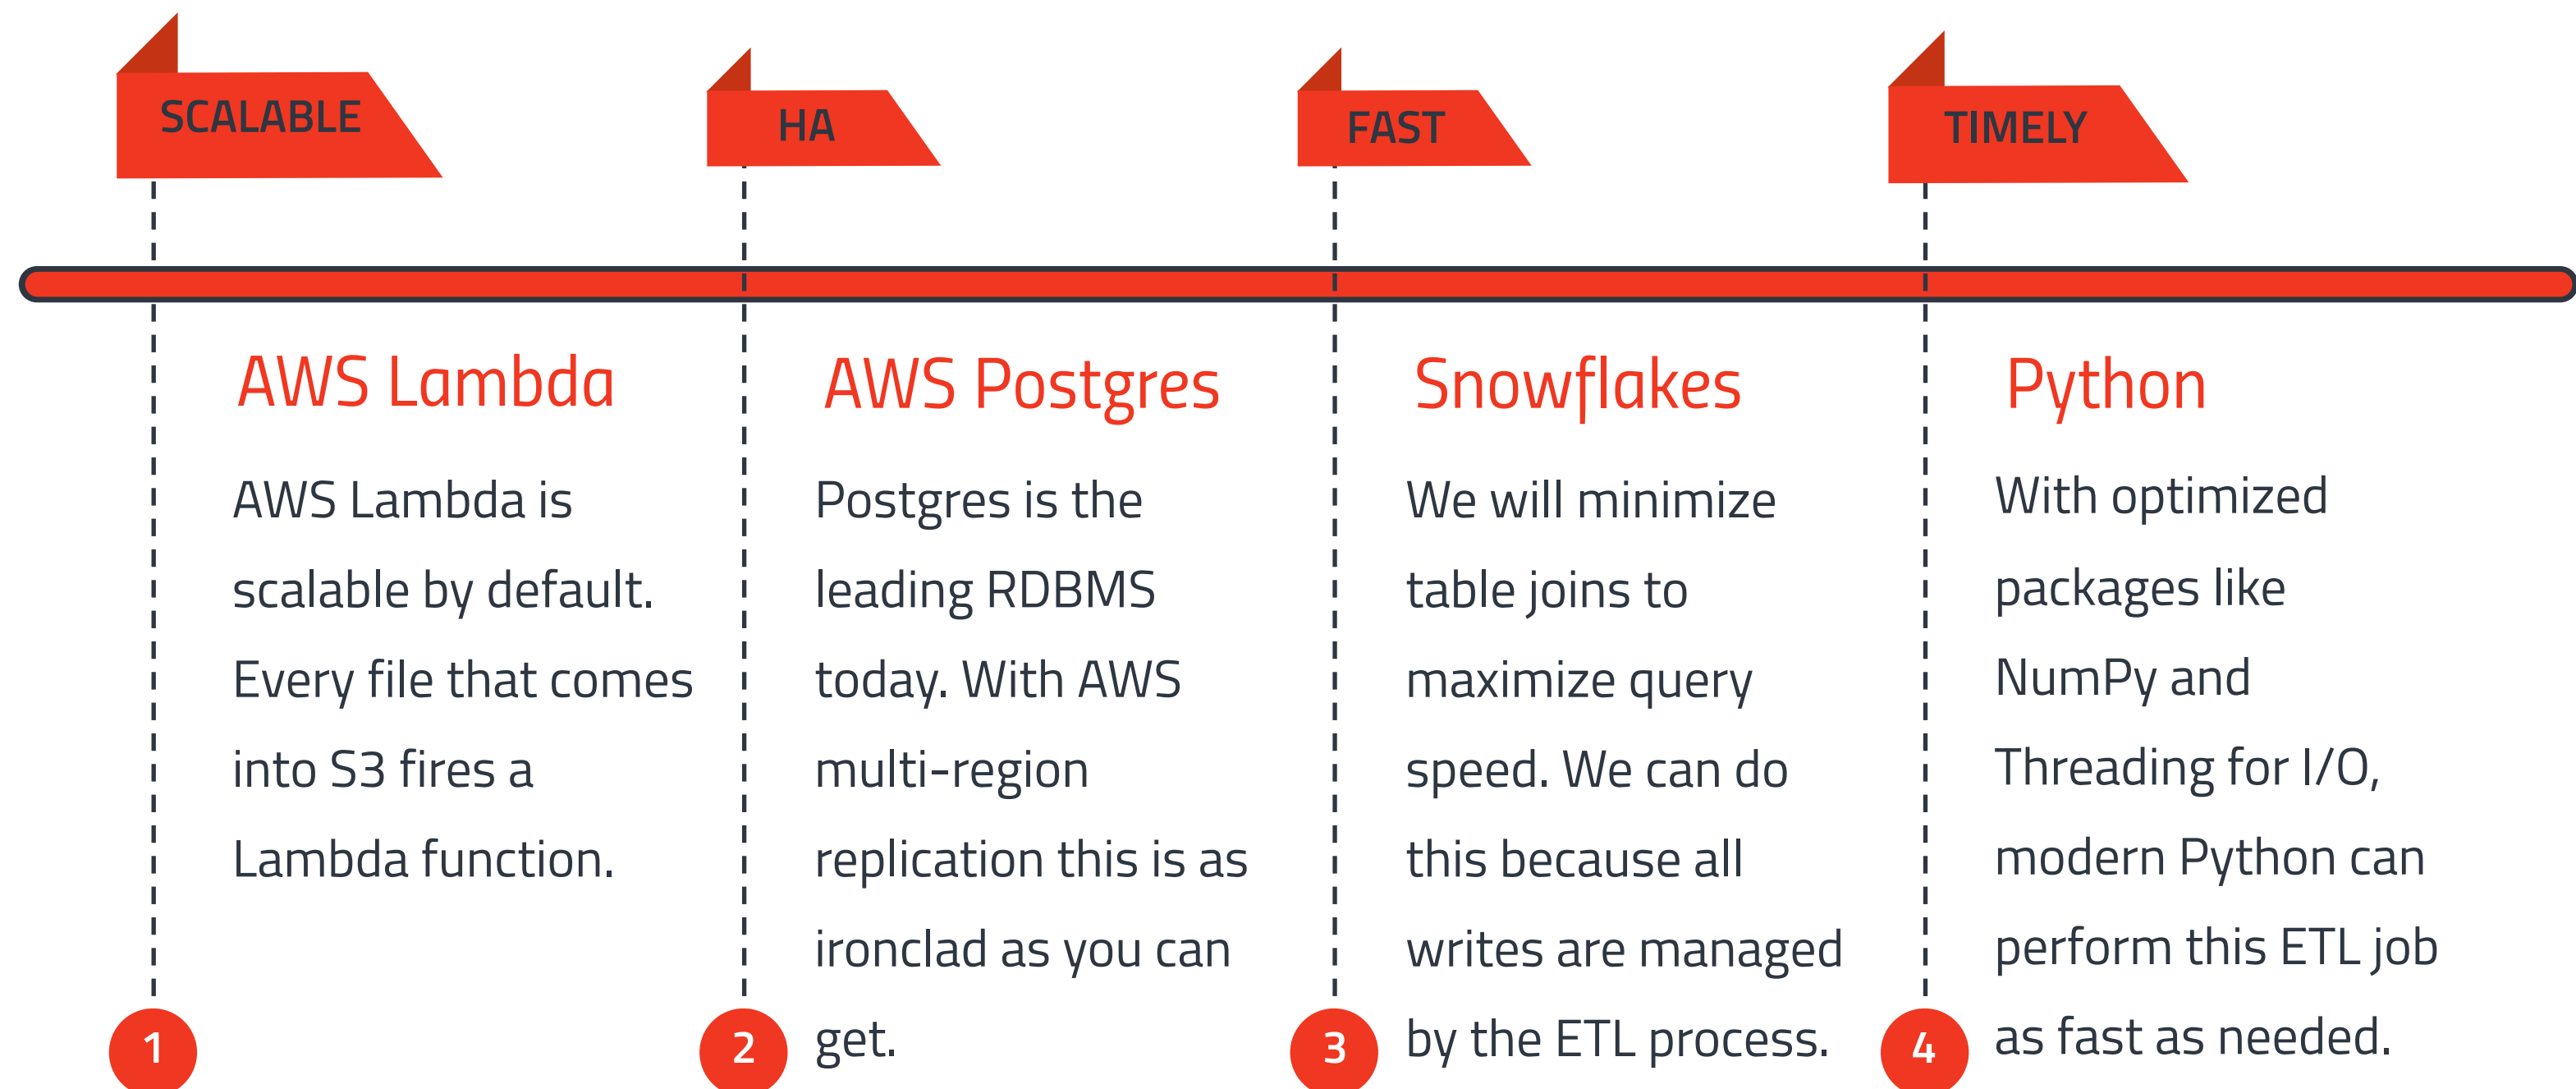 SCALABLE
HA
FAST
TIMELY
AWS Lambda
AWS Lambda is
scalable by default.
Every file that comes
into S3 fires a
Lambda function.
1
AWS Postgres
Postgres is the
leading RDBMS
today. With AWS
multi-region
replication this is as
ironclad as you can
get.
2
Snowflakes
We will minimize
table joins to
maximize query
speed. We can do
this because all
writes are managed
by the ETL process.
3
Python
With optimized
packages like
NumPy and
Threading for I/O,
modern Python can
perform this ETL job
as fast as needed.
4